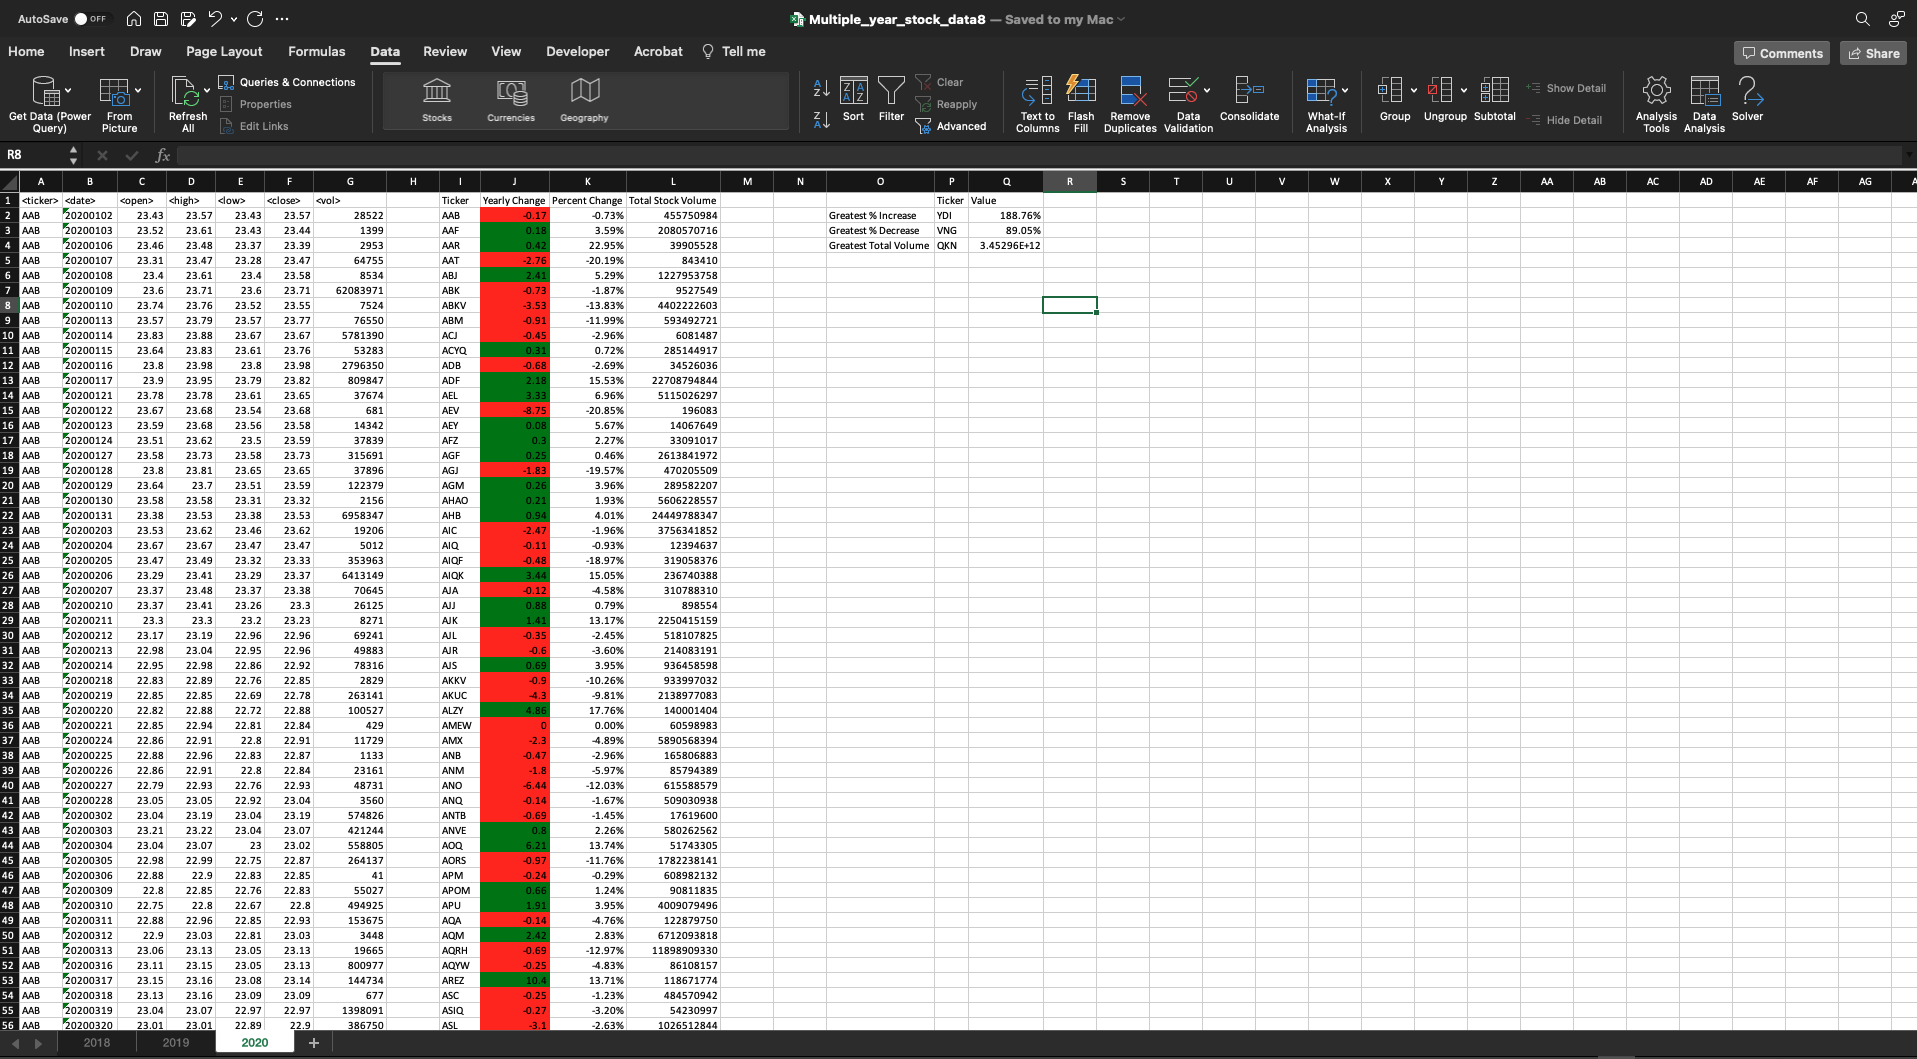 AutoSave OFF Multiple_year_stock_data8 — Saved to my Mac
Home Insert Draw Page Layout Formulas Data Review View Developer Acrobat Tell me Comments Share
Get Data (Power Query) From Picture Refresh All Queries & Connections Properties Edit Links Stocks Currencies Geography Sort Filter Clear Reapply Advanced Text to Columns Flash Fill Remove Duplicates Data Validation Consolidate What-If Analysis Group Ungroup Subtotal Show Detail Hide Detail Analysis Tools Data Analysis Solver
R8 fx
A B C D E F G H I J K L M N O P Q R S T U V W X Y Z AA AB AC AD AE AF AG
1 <ticker> <date> <open> <high> <low> <close> <vol> Ticker Yearly Change Percent Change Total Stock Volume Ticker Value
2 AAB 20200102 23.43 23.57 23.43 23.57 28522 AAB -0.17 -0.73% 455750984 Greatest % Increase YDI 188.76%
3 AAB 20200103 23.52 23.61 23.43 23.44 1399 AAF 0.18 3.59% 2080570716 Greatest % Decrease VNG 89.05%
4 AAB 20200106 23.46 23.48 23.37 23.39 2953 AAR 0.42 22.95% 39905528 Greatest Total Volume QKN 3.45296E+12
5 AAB 20200107 23.31 23.47 23.28 23.47 64755 AAT -2.76 -20.19% 843410
6 AAB 20200108 23.4 23.61 23.4 23.58 8534 ABJ 2.41 5.29% 1227953758
7 AAB 20200109 23.6 23.71 23.6 23.71 62083971 ABK -0.73 -1.87% 9527549
8 AAB 20200110 23.74 23.76 23.52 23.55 7524 ABKV -3.53 -13.83% 4402222603
9 AAB 20200113 23.57 23.79 23.57 23.77 76550 ABM -0.91 -11.99% 593492721
10 AAB 20200114 23.83 23.88 23.67 23.67 5781390 ACJ -0.45 -2.96% 6081487
11 AAB 20200115 23.64 23.83 23.61 23.76 53283 ACYQ 0.31 0.72% 285144917
12 AAB 20200116 23.8 23.98 23.8 23.98 2796350 ADB -0.68 -2.69% 34526036
13 AAB 20200117 23.9 23.95 23.79 23.82 809847 ADF 2.18 15.53% 22708794844
14 AAB 20200121 23.78 23.78 23.61 23.65 37674 AEL 3.33 6.96% 5115026297
15 AAB 20200122 23.67 23.68 23.54 23.68 681 AEV -8.75 -20.85% 196083
16 AAB 20200123 23.59 23.68 23.56 23.58 14342 AEY 0.08 5.67% 14067649
17 AAB 20200124 23.51 23.62 23.5 23.59 37839 AFZ 0.3 2.27% 33091017
18 AAB 20200127 23.58 23.73 23.58 23.73 315691 AGF 0.25 0.46% 2613841972
19 AAB 20200128 23.8 23.81 23.65 23.65 37896 AGJ -1.83 -19.57% 470205509
20 AAB 20200129 23.64 23.7 23.51 23.59 122379 AGM 0.26 3.96% 289582207
21 AAB 20200130 23.58 23.58 23.31 23.32 2156 AHAO 0.21 1.93% 5606228557
22 AAB 20200131 23.38 23.53 23.38 23.53 6958347 AHB 0.94 4.01% 24449788347
23 AAB 20200203 23.53 23.62 23.46 23.62 19206 AIC -2.47 -1.96% 3756341852
24 AAB 20200204 23.67 23.67 23.47 23.47 5012 AIQ -0.11 -0.93% 12394637
25 AAB 20200205 23.47 23.49 23.32 23.33 353963 AIQF -0.48 -18.97% 319058376
26 AAB 20200206 23.29 23.41 23.29 23.37 6413149 AIQK 3.44 15.05% 236740388
27 AAB 20200207 23.37 23.48 23.37 23.38 70645 AJA -0.12 -4.58% 310788310
28 AAB 20200210 23.37 23.41 23.26 23.3 26125 AJJ 0.88 0.79% 898554
29 AAB 20200211 23.3 23.3 23.2 23.23 8271 AJK 1.41 13.17% 2250415159
30 AAB 20200212 23.17 23.19 22.96 22.96 69241 AJL -0.35 -2.45% 518107825
31 AAB 20200213 22.98 23.04 22.95 22.96 49883 AJR -0.6 -3.60% 214083191
32 AAB 20200214 22.95 22.98 22.86 22.92 78316 AJS 0.69 3.95% 936458598
33 AAB 20200218 22.83 22.89 22.76 22.85 2829 AKKV -0.9 -10.26% 933997032
34 AAB 20200219 22.85 22.85 22.69 22.78 263141 AKUC -4.3 -9.81% 2138977083
35 AAB 20200220 22.82 22.88 22.72 22.88 100527 ALZY 4.86 17.76% 140001404
36 AAB 20200221 22.85 22.94 22.81 22.84 429 AMEW 0 0.00% 60598983
37 AAB 20200224 22.86 22.91 22.8 22.91 11729 AMX -2.3 -4.89% 5890568394
38 AAB 20200225 22.88 22.96 22.83 22.87 1133 ANB -0.47 -2.96% 165806883
39 AAB 20200226 22.86 22.91 22.8 22.84 23161 ANM -1.8 -5.97% 85794389
40 AAB 20200227 22.79 22.93 22.76 22.93 48731 ANO -6.44 -12.03% 615588579
41 AAB 20200228 23.05 23.05 22.92 23.04 3560 ANQ -0.14 -1.67% 509030938
42 AAB 20200302 23.04 23.19 23.04 23.19 574826 ANTB -0.69 -1.45% 17619600
43 AAB 20200303 23.21 23.22 23.04 23.07 421244 ANVE 0.8 2.26% 580262562
44 AAB 20200304 23.04 23.07 23 23.02 558805 AOQ 6.21 13.74% 51743305
45 AAB 20200305 22.98 22.99 22.75 22.87 264137 AORS -0.97 -11.76% 1782238141
46 AAB 20200306 22.88 22.9 22.83 22.85 41 APM -0.24 -0.29% 608982132
47 AAB 20200309 22.8 22.85 22.76 22.83 55027 APOM 0.66 1.24% 90811835
48 AAB 20200310 22.75 22.8 22.67 22.8 494925 APU 1.91 3.95% 4009079496
49 AAB 20200311 22.88 22.96 22.85 22.93 153675 AQA -0.14 -4.76% 122879750
50 AAB 20200312 22.9 23.03 22.81 23.03 3448 AQM 2.42 2.83% 6712093818
51 AAB 20200313 23.06 23.13 23.05 23.13 19665 AQRH -0.69 -12.97% 11898909330
52 AAB 20200316 23.11 23.15 23.05 23.13 800977 AQYW -0.25 -4.83% 86108157
53 AAB 20200317 23.15 23.16 23.08 23.14 144734 AREZ 10.4 13.71% 118671774
54 AAB 20200318 23.13 23.16 23.09 23.09 677 ASC -0.25 -1.23% 484570942
55 AAB 20200319 23.04 23.07 22.97 22.97 1398091 ASIQ -0.27 -3.20% 54230997
56 AAB 20200320 23.01 23.01 22.89 22.9 386750 ASL -3.1 -2.63% 1026512844
2018 2019 2020 +